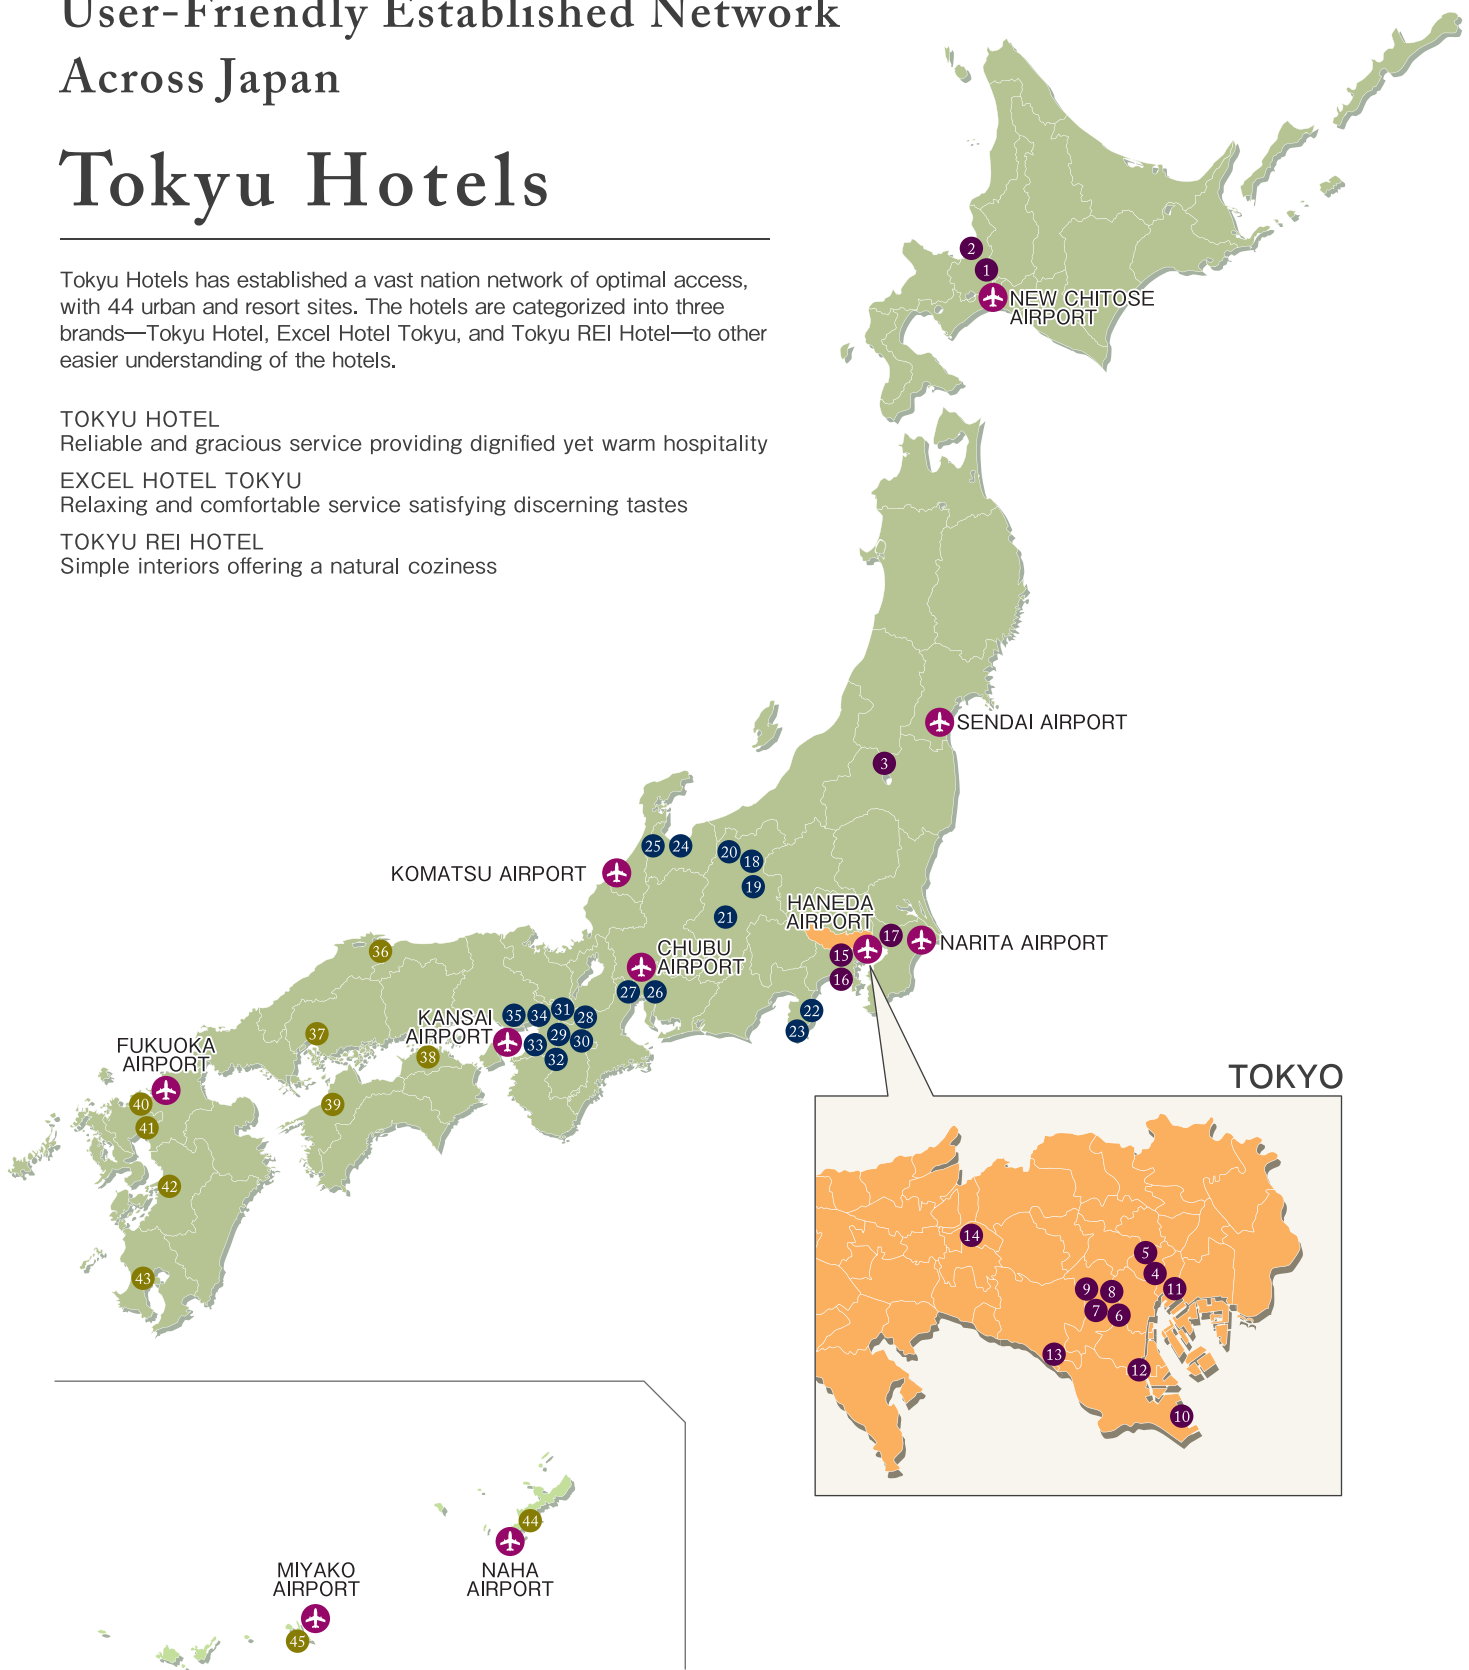 User-Friendly Established Network
Across Japan
Tokyu Hotels
Tokyu Hotels has established a vast nation network of optimal access,
with 44 urban and resort sites. The hotels are categorized into three
brands—Tokyu Hotel, Excel Hotel Tokyu, and Tokyu REI Hotel—to other
easier understanding of the hotels.
TOKYU HOTEL
Reliable and gracious service providing dignified yet warm hospitality
EXCEL HOTEL TOKYU
Relaxing and comfortable service satisfying discerning tastes
TOKYU REI HOTEL
Simple interiors offering a natural coziness
2
1
NEW CHITOSE
AIRPORT
SENDAI AIRPORT
3
25
24
20
18
KOMATSU AIRPORT
19
HANEDA
AIRPORT
21
17
NARITA AIRPORT
36
CHUBU
AIRPORT
15
16
27
26
KANSAI
AIRPORT
35
34
31
28
22
23
37
29
30
33
32
38
FUKUOKA
AIRPORT
40
39
41
42
43
TOKYO
14
5
4
9
8
11
7
6
13
12
10
44
NAHA
AIRPORT
MIYAKO
AIRPORT
45